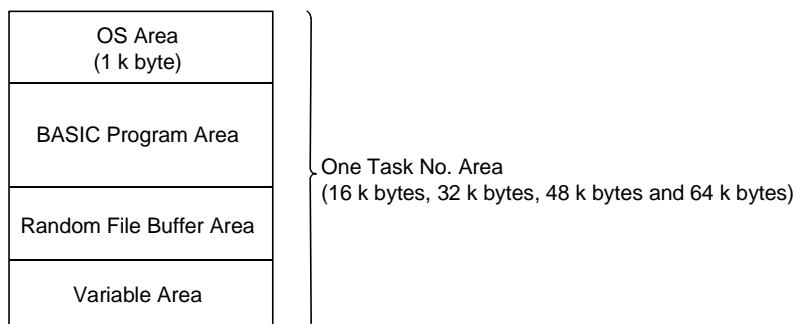 OS Area
(1 k byte)
BASIC Program Area
One Task No. Area
(16 k bytes, 32 k bytes, 48 k bytes and 64 k bytes)
Random File Buffer Area
Variable Area